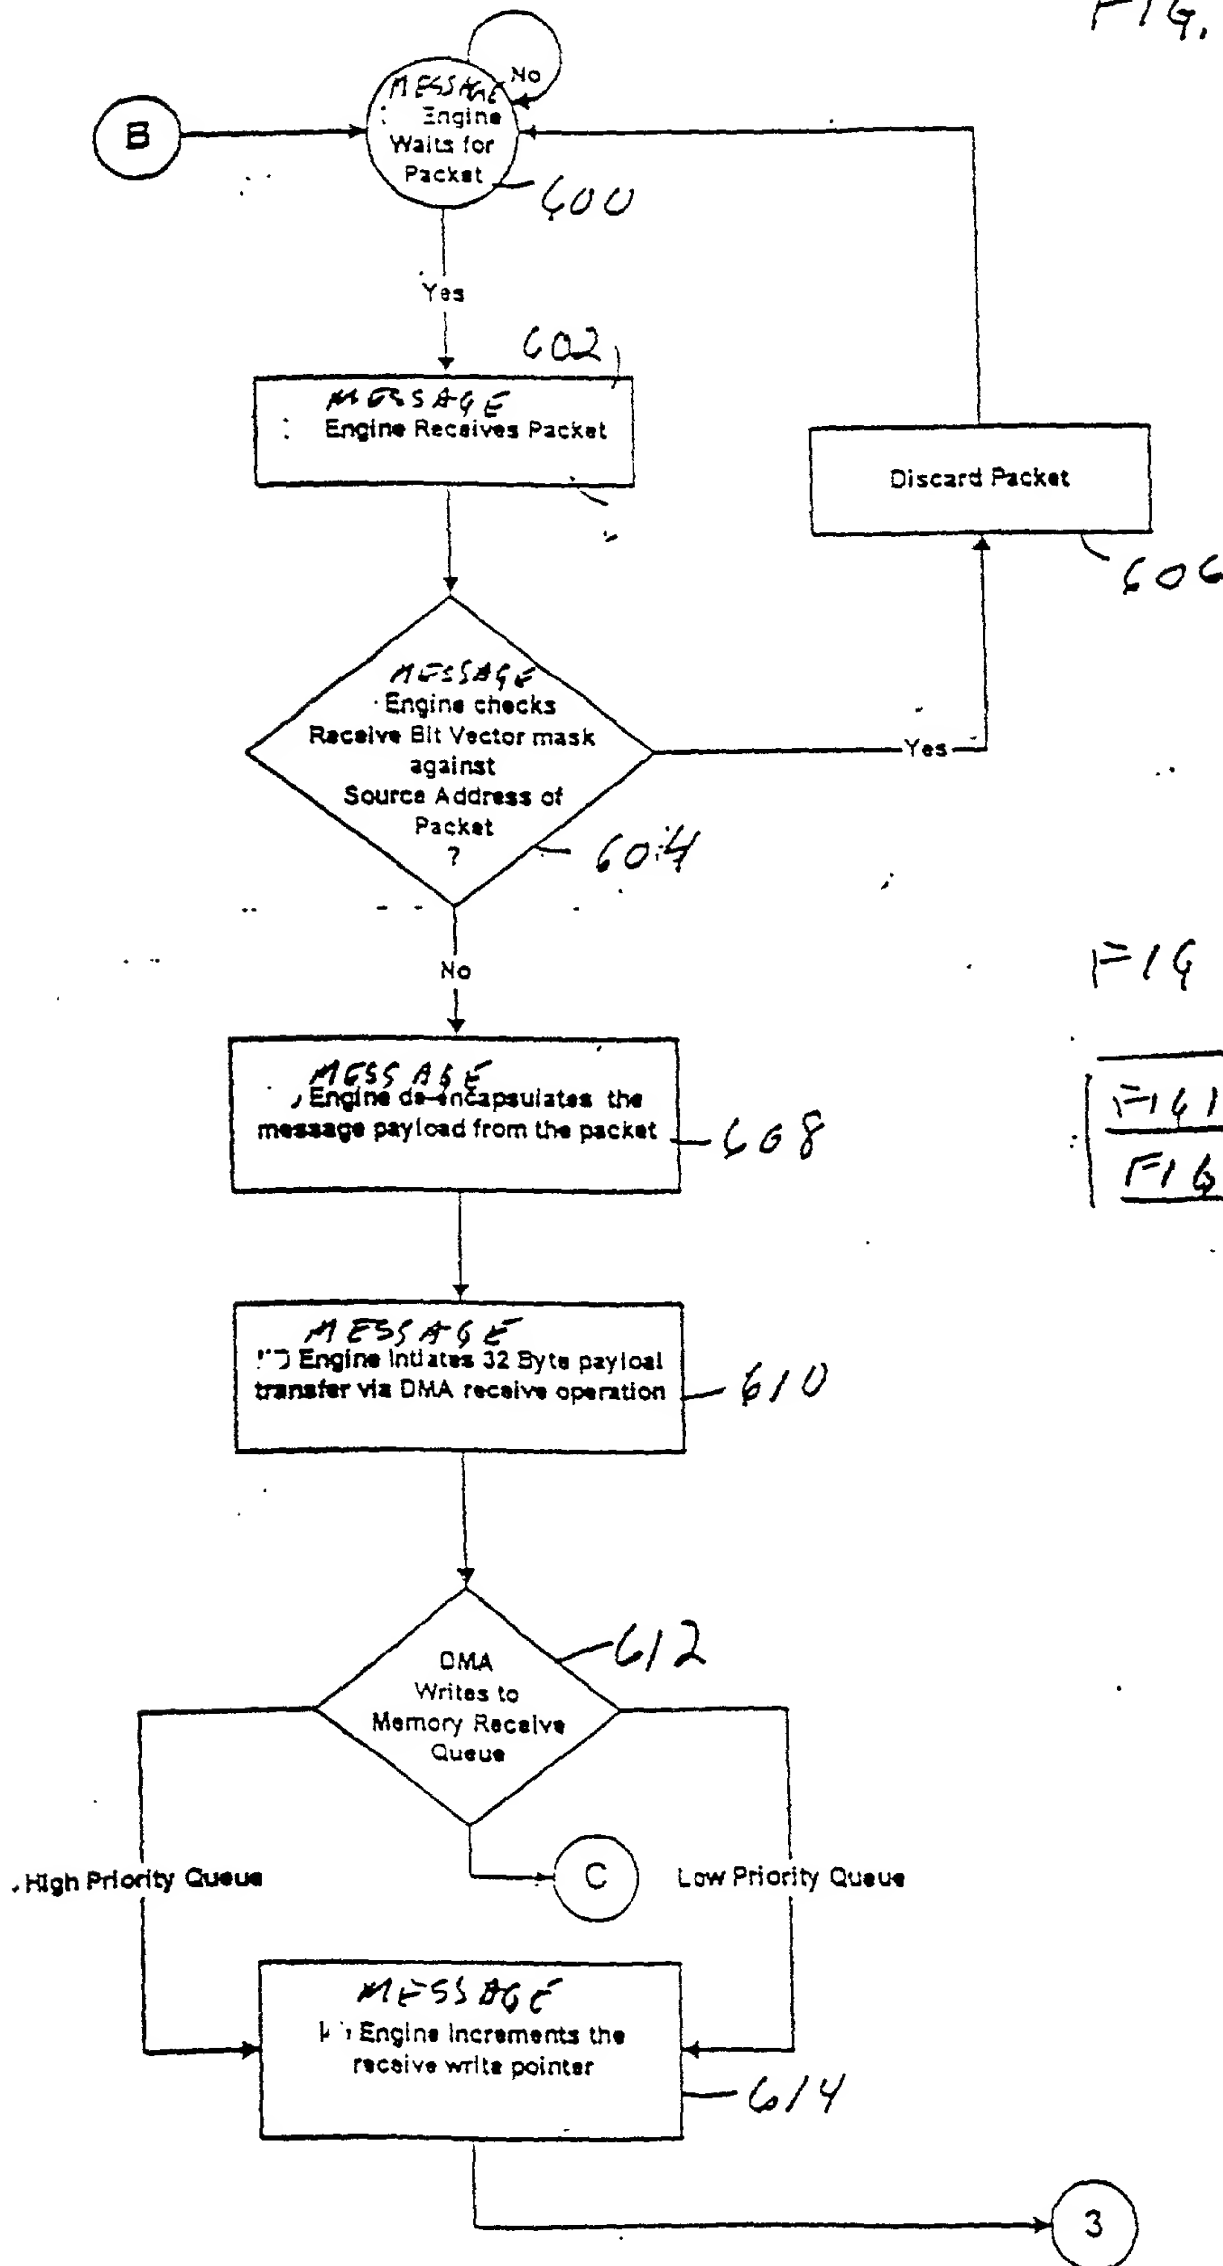 FIG.
No
MESSAGE
Engine
Waits for
Packet
B
600
Yes
602
MESSAGE
Engine Receives Packet
Discard Packet
606
MESSAGE
Engine checks
Receive Bit Vector mask
against
Source Address of
Packet
?
Yes
604
No
FIG
MESSAGE
Engine de-encapsulates the
message payload from the packet
608
FIG 1
FIG
MESSAGE
Engine Intiates 32 Byte payloal
transfer via DMA receive operation
610
612
DMA
Writes to
Memory Receive
Queue
High Priority Queue
C
Low Priority Queue
MESSAGE
Engine Increments the
receive write pointer
614
3